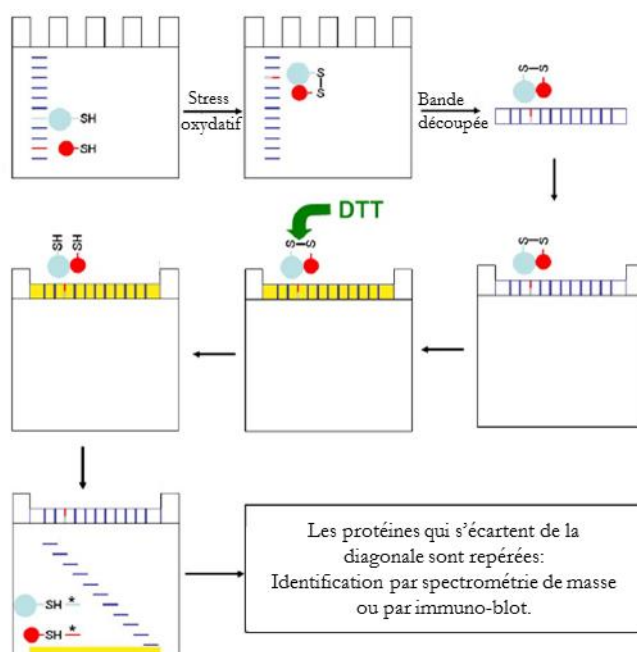 SH
SH
Stress
oxydatif
S
S
Bande
découpée
S-S
S-S
DTT
S-S
SH SH
SH *
SH *
Les protéines qui s'écartent de la
diagonale sont repérées:
Identification par spectrométrie de masse
ou par immuno-blot.